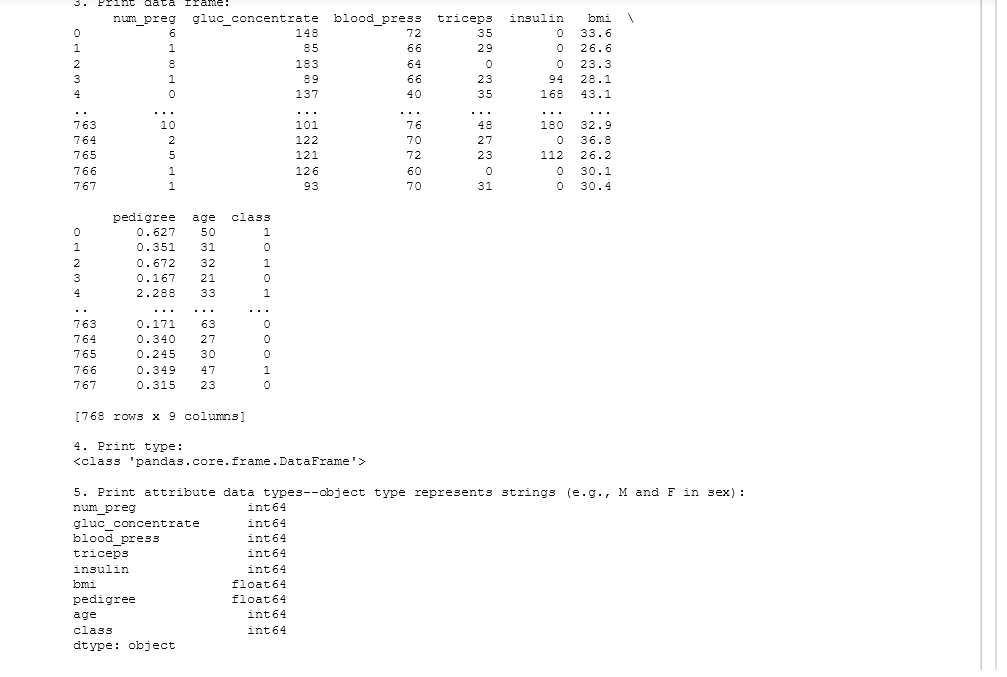 3. Print data frame:
num_preg gluc_concentrate blood_press triceps insulin bmi \
0 6 148 72 35 0 33.6
1 1 85 66 29 0 26.6
2 8 183 64 0 0 23.3
3 1 89 66 23 94 28.1
4 0 137 40 35 168 43.1
.. ... ... ... ... ... ...
763 10 101 76 48 180 32.9
764 2 122 70 27 0 36.8
765 5 121 72 23 112 26.2
766 1 126 60 0 0 30.1
767 1 93 70 31 0 30.4
pedigree age class
0 0.627 50 1
1 0.351 31 0
2 0.672 32 1
3 0.167 21 0
4 2.288 33 1
.. ... ... ...
763 0.171 63 0
764 0.340 27 0
765 0.245 30 0
766 0.349 47 1
767 0.315 23 0
[768 rows x 9 columns]
4. Print type:
<class 'pandas.core.frame.DataFrame'>
5. Print attribute data types--object type represents strings (e.g., M and F in sex):
num_preg int64
gluc_concentrate int64
blood_press int64
triceps int64
insulin int64
bmi float64
pedigree float64
age int64
class int64
dtype: object